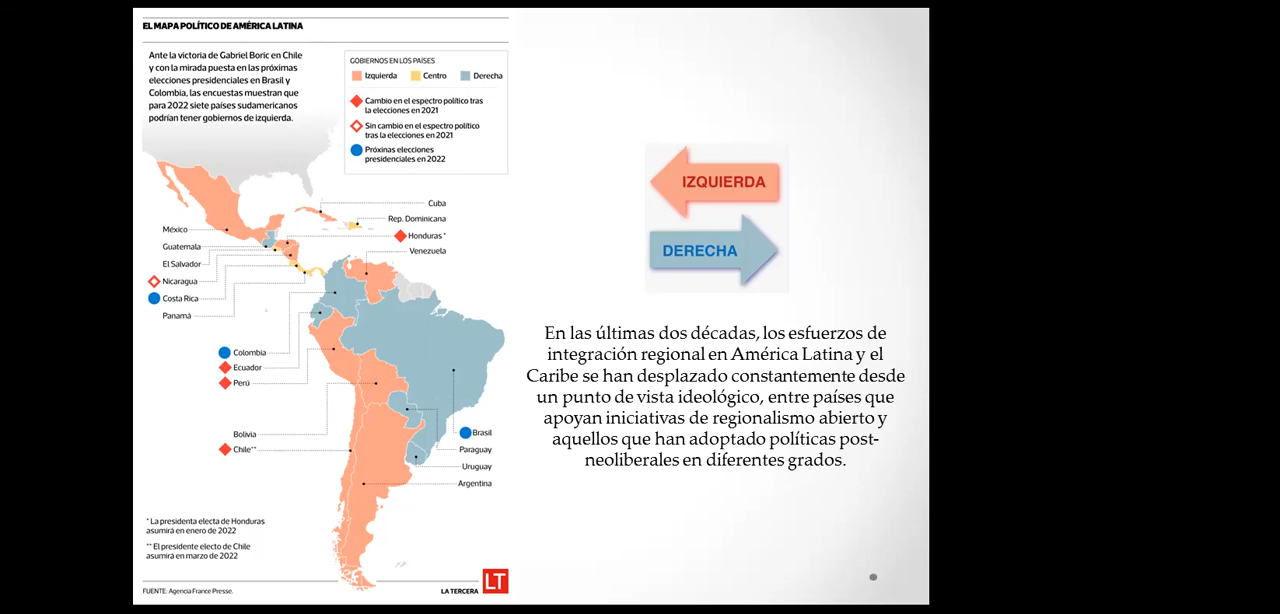 EL MAPA POLÍTICO DE AMÉRICA LATINA
Ante la victoria de Gabriel Boric en Chile
y con la mirada puesta en las próximas
elecciones presidenciales en Brasil y
Colombia, las encuestas muestran que
para 2022 siete países sudamericanos
podrían tener gobiernos de izquierda.
GOBIERNOS EN LOS PAÍSES
Izquierda
Centro
Derecha
Cambio en el espectro político tras
la elecciones en 2021
Sin cambio en el espectro político
tras la elecciones en 2021
Próxinas elecciones
presidenciales en 2022
Cuba
Rep. Dominicana
Honduras *
Venezuela
México
Guatemala
El Salvador
Nicaragua
Costa Rica
Panamá
Colombia
Ecuador
Perú
Bolivia
Chile**
Brasil
Paraguay
Uruguay
Argentina
* La presidenta electa de Honduras
asumirá en enero de 2022
** El presidente electo de Chile
asumirá en marzo de 2022
FUENTE: Agencia France Presse.
LA TERCERA
LT
IZQUIERDA
DERECHA
En las últimas dos décadas, los esfuerzos de
integración regional en América Latina y el
Caribe se han desplazado constantemente desde
un punto de vista ideológico, entre países que
apoyan iniciativas de regionalismo abierto y
aquellos que han adoptado políticas post-
neoliberales en diferentes grados.